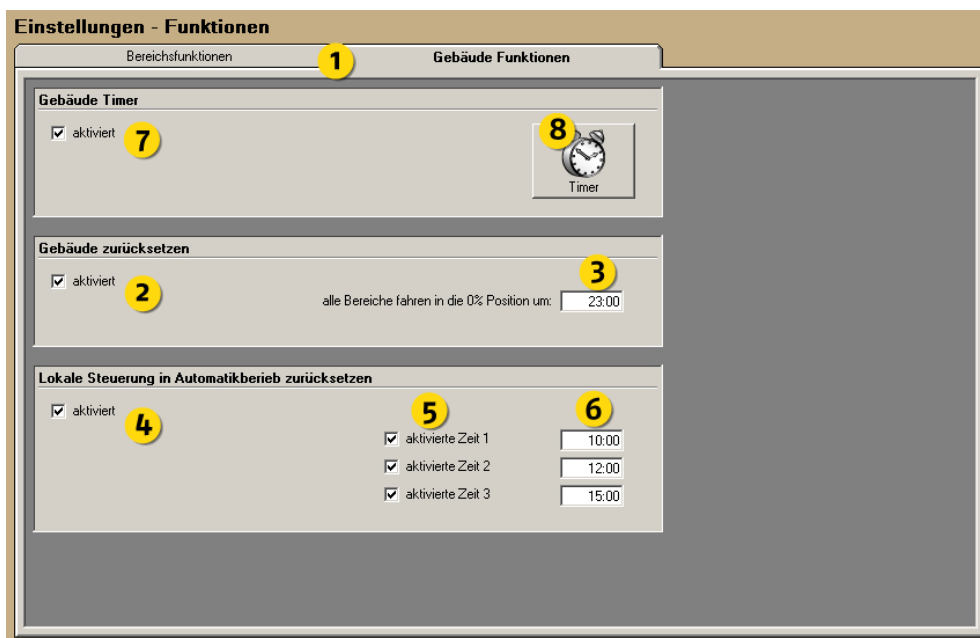 Einstellungen - Funktionen
Bereichsfunktionen 1 Gebäude Funktionen
Gebäude Timer
aktiviert 7
8
Timer
Gebäude zurücksetzen
aktiviert
2
3
alle Bereiche fahren in die 0% Position um: 23:00
Lokale Steuerung in Automatikberieb zurücksetzen
aktiviert
4
5
6
aktivierte Zeit 1 10:00
aktivierte Zeit 2 12:00
aktivierte Zeit 3 15:00